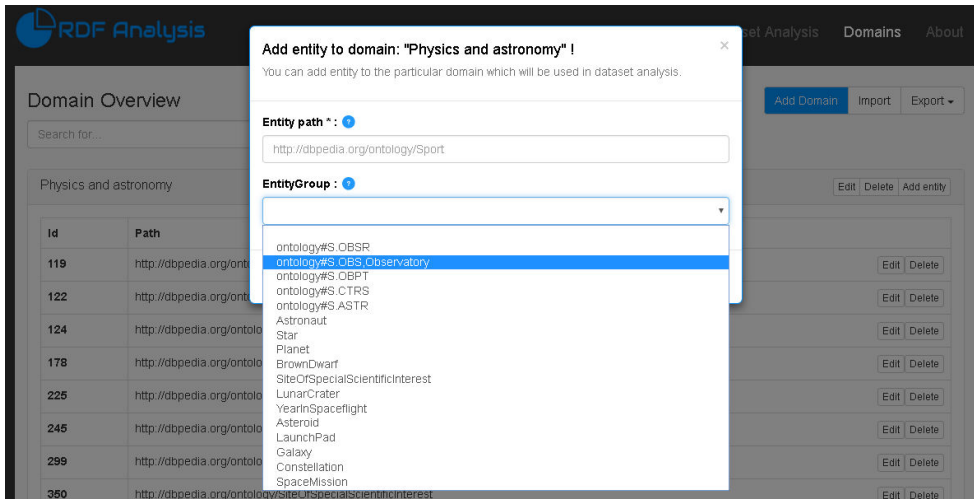 RDF Analysis
set Analysis Domains About
Add entity to domain: "Physics and astronomy" !
×
You can add entity to the particular domain which will be used in dataset analysis.
Domain Overview
Add Domain Import Export
Search for...
Entity path * : ?
http://dbpedia.org/ontology/Sport
EntityGroup : ?
Physics and astronomy
Edit Delete Add entity
Id Path
119 http://dbpedia.org/onto Edit Delete
122 http://dbpedia.org/onto Edit Delete
124 http://dbpedia.org/ontolo Edit Delete
178 http://dbpedia.org/ontolo Edit Delete
225 http://dbpedia.org/ontolo Edit Delete
245 http://dbpedia.org/ontolo Edit Delete
299 http://dbpedia.org/ontolo Edit Delete
350 http://dbpedia.org/ontology/SiteOfSpecialScientificInterest Edit Delete
ontology#S.OBSR
ontology#S.OBS,Observatory
ontology#S.OBPT
ontology#S.CTRS
ontology#S.ASTR
Astronaut
Star
Planet
BrownDwarf
SiteOfSpecialScientificInterest
LunarCrater
YearInSpaceflight
Asteroid
LaunchPad
Galaxy
Constellation
SpaceMission